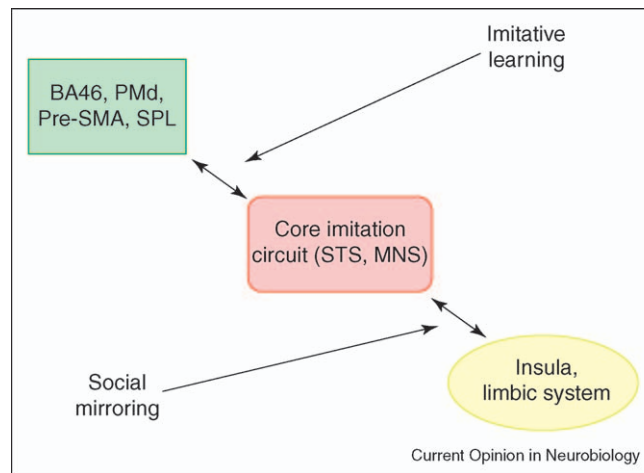 Imitative
learning
BA46, PMd,
Pre-SMA, SPL
Core imitation
circuit (STS, MNS)
Social
mirroring
Insula,
limbic system
Current Opinion in Neurobiology